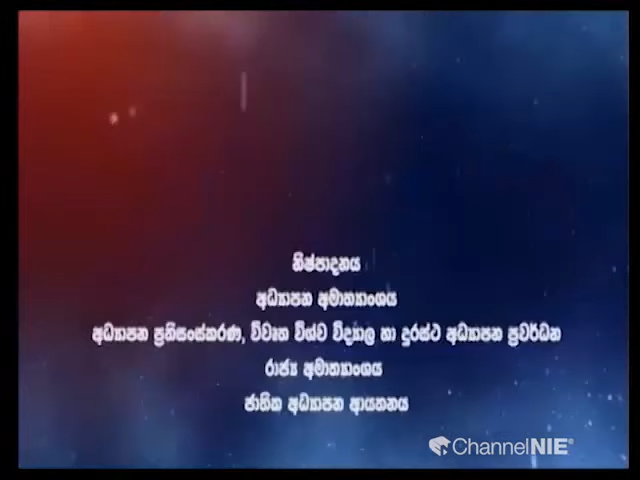 නිෂ්පාදනය
අධ්‍යාපන අමාත්‍යාංශය
අධ්‍යාපන ප්‍රතිසංස්කරණ, විවෘත විශ්ව විද්‍යාල හා දුරස්ථ අධ්‍යාපන ප්‍රවර්ධන
රාජ්‍ය අමාත්‍යාංශය
ජාතික අධ්‍යාපන ආයතනය
ChannelNIE®